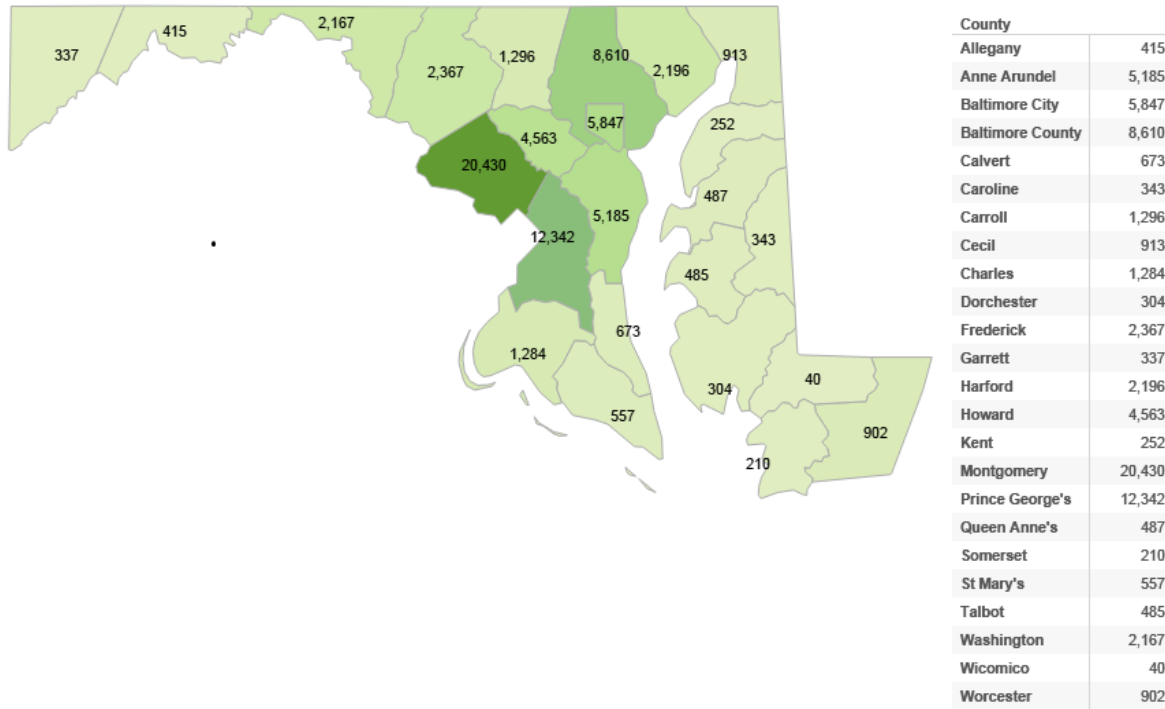 337
415
2,167
2,367
1,296
8,610
2,196
913
5,847
252
4,563
20,430
487
5,185
12,342
343
485
673
1,284
304
40
557
902
210
County
Allegany 415
Anne Arundel 5,185
Baltimore City 5,847
Baltimore County 8,610
Calvert 673
Caroline 343
Carroll 1,296
Cecil 913
Charles 1,284
Dorchester 304
Frederick 2,367
Garrett 337
Harford 2,196
Howard 4,563
Kent 252
Montgomery 20,430
Prince George's 12,342
Queen Anne's 487
Somerset 210
St Mary's 557
Talbot 485
Washington 2,167
Wicomico 40
Worcester 902